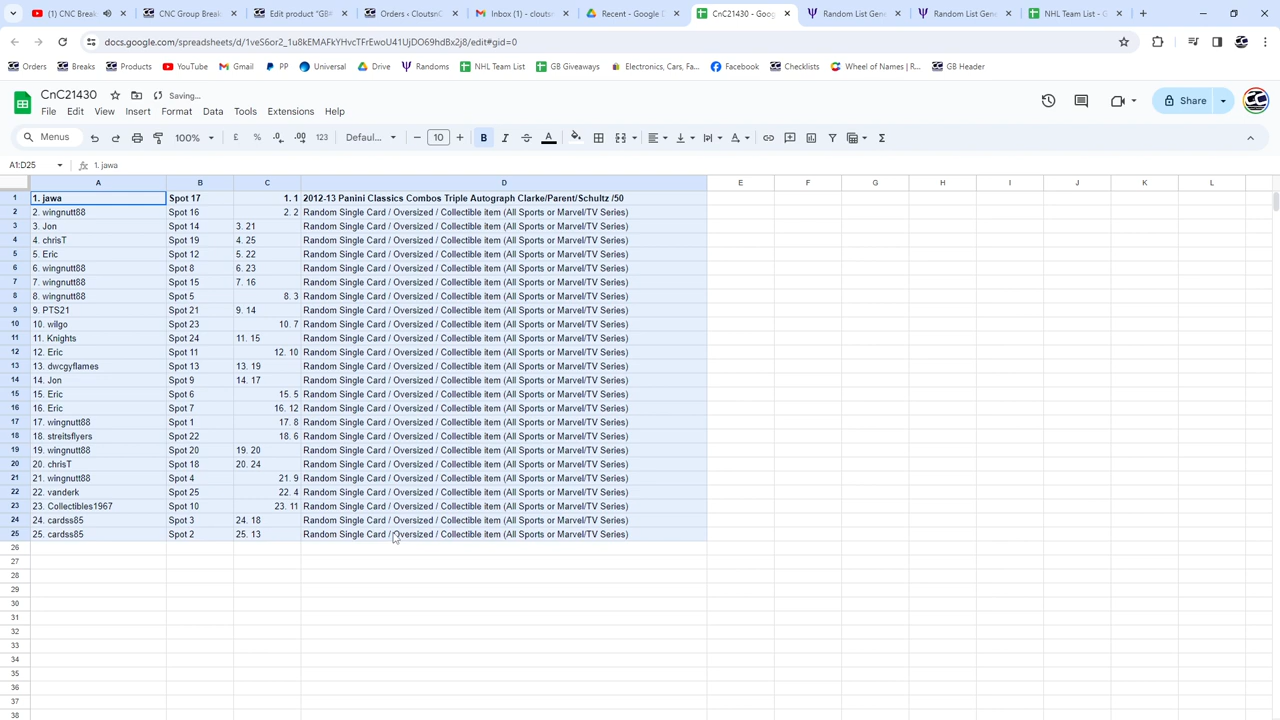 (1) CNC Break
CNC Group Break
Edit product "GB
Orders ‹ cloutsn
Inbox (11) - clouts
Recent - Google D
CnC21430 - Goog
Random List Gen
Random List Gene
NHL Team List - G
docs.google.com/spreadsheets/d/
Orders Breaks Products YouTube Gmail PP Universal Drive Randoms NHL Team List GB Giveaways Electronics, Cars, Fa... Facebook Checklists Wheel of Names | R... GB Header
CnC21430 Saving...
File Edit View Insert Format Data Tools Extensions Help
Share
Menus 100% £ % .0 .00 123 Defaul... 10 B I A
A1:D25 1. jawa
A B C D E F G H I J K L
1 1. jawa Spot 17 1. 1 2012-13 Panini Classics Combos Triple Autograph Clarke/Parent/Schultz /50
2 2. wingnut88 Spot 16 2. 2 Random Single Card / Oversized / Collectible item (All Sports or Marvel/TV Series)
3 3. Jon Spot 14 3. 21 Random Single Card / Oversized / Collectible item (All Sports or Marvel/TV Series)
4 4. chrisT Spot 19 4. 25 Random Single Card / Oversized / Collectible item (All Sports or Marvel/TV Series)
5 5. Eric Spot 12 5. 22 Random Single Card / Oversized / Collectible item (All Sports or Marvel/TV Series)
6 6. wingnutt88 Spot 8 6. 23 Random Single Card / Oversized / Collectible item (All Sports or Marvel/TV Series)
7 7. wingnutt88 Spot 15 7. 16 Random Single Card / Oversized / Collectible item (All Sports or Marvel/TV Series)
8 8. wingnutt88 Spot 5 8. 3 Random Single Card / Oversized / Collectible item (All Sports or Marvel/TV Series)
9 9. PTS21 Spot 21 9. 14 Random Single Card / Oversized / Collectible item (All Sports or Marvel/TV Series)
10 10. wilgo Spot 23 10. 7 Random Single Card / Oversized / Collectible item (All Sports or Marvel/TV Series)
11 11. Knights Spot 24 11. 15 Random Single Card / Oversized / Collectible item (All Sports or Marvel/TV Series)
12 12. Eric Spot 11 12. 10 Random Single Card / Oversized / Collectible item (All Sports or Marvel/TV Series)
13 13. dwcgyflames Spot 13 13. 19 Random Single Card / Oversized / Collectible item (All Sports or Marvel/TV Series)
14 14. Jon Spot 9 14. 17 Random Single Card / Oversized / Collectible item (All Sports or Marvel/TV Series)
15 15. Eric Spot 6 15. 5 Random Single Card / Oversized / Collectible item (All Sports or Marvel/TV Series)
16 16. Eric Spot 7 16. 12 Random Single Card / Oversized / Collectible item (All Sports or Marvel/TV Series)
17 17. wingnutt88 Spot 1 17. 8 Random Single Card / Oversized / Collectible item (All Sports or Marvel/TV Series)
18 18. streitsflyers Spot 22 18. 6 Random Single Card / Oversized / Collectible item (All Sports or Marvel/TV Series)
19 19. wingnutt88 Spot 20 19. 20 Random Single Card / Oversized / Collectible item (All Sports or Marvel/TV Series)
20 20. chrisT Spot 18 20. 24 Random Single Card / Oversized / Collectible item (All Sports or Marvel/TV Series)
21 21. wingnutt88 Spot 4 21. 9 Random Single Card / Oversized / Collectible item (All Sports or Marvel/TV Series)
22 22. vanderk Spot 25 22. 4 Random Single Card / Oversized / Collectible item (All Sports or Marvel/TV Series)
23 23. Collectibles1967 Spot 10 23. 11 Random Single Card / Oversized / Collectible item (All Sports or Marvel/TV Series)
24 24. cardss85 Spot 3 24. 18 Random Single Card / Oversized / Collectible item (All Sports or Marvel/TV Series)
25 25. cardss85 Spot 2 25. 13 Random Single Card / Oversized / Collectible item (All Sports or Marvel/TV Series)
26
27
28
29
30
31
32
33
34
35
36
37
38